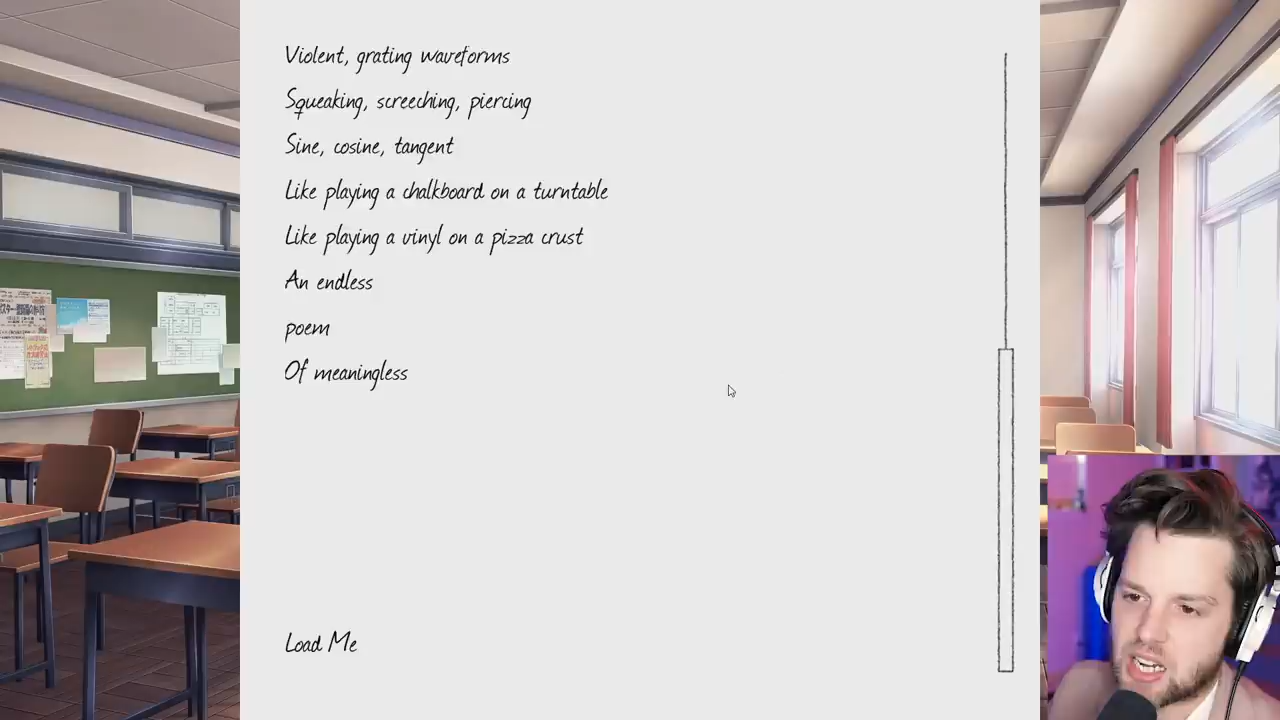 Violent, grating waveforms
Squeaking, screeching, piercing
Sine, cosine, tangent
Like playing a chalkboard on a turntable
Like playing a vinyl on a pizza crust
An endless
poem
Of meaningless
Load Me